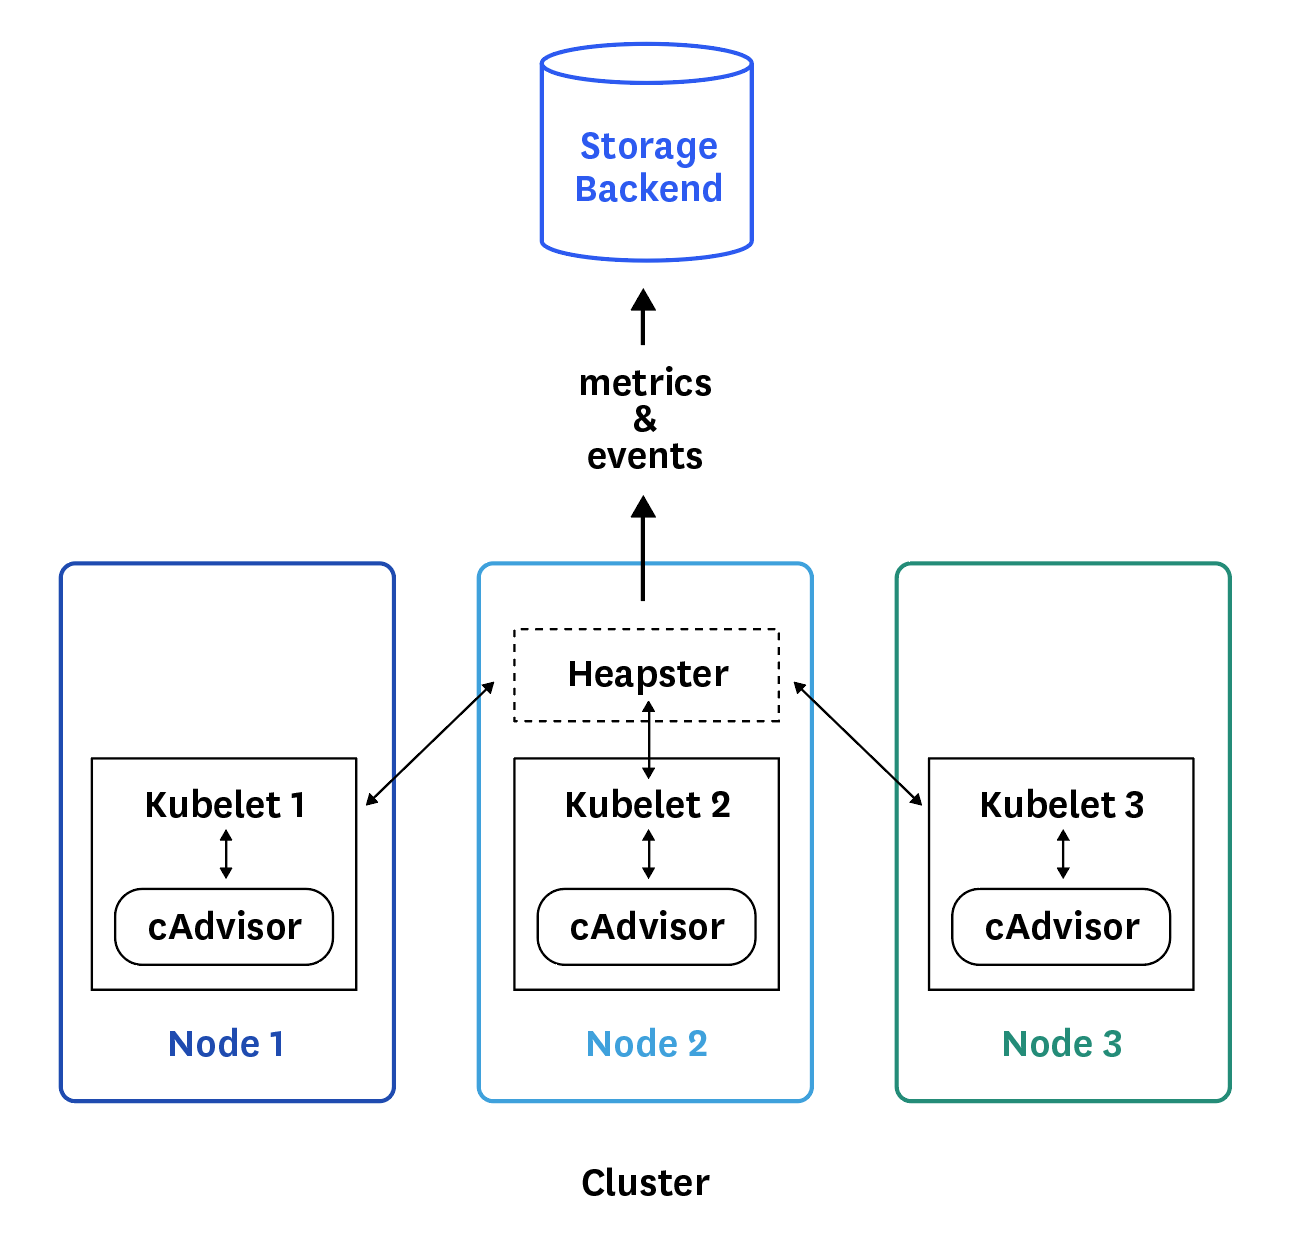 Storage
Backend
metrics
&
events
Heapster
Kubelet 1
Kubelet 2
Kubelet 3
cAdvisor
cAdvisor
cAdvisor
Node 1
Node 2
Node 3
Cluster